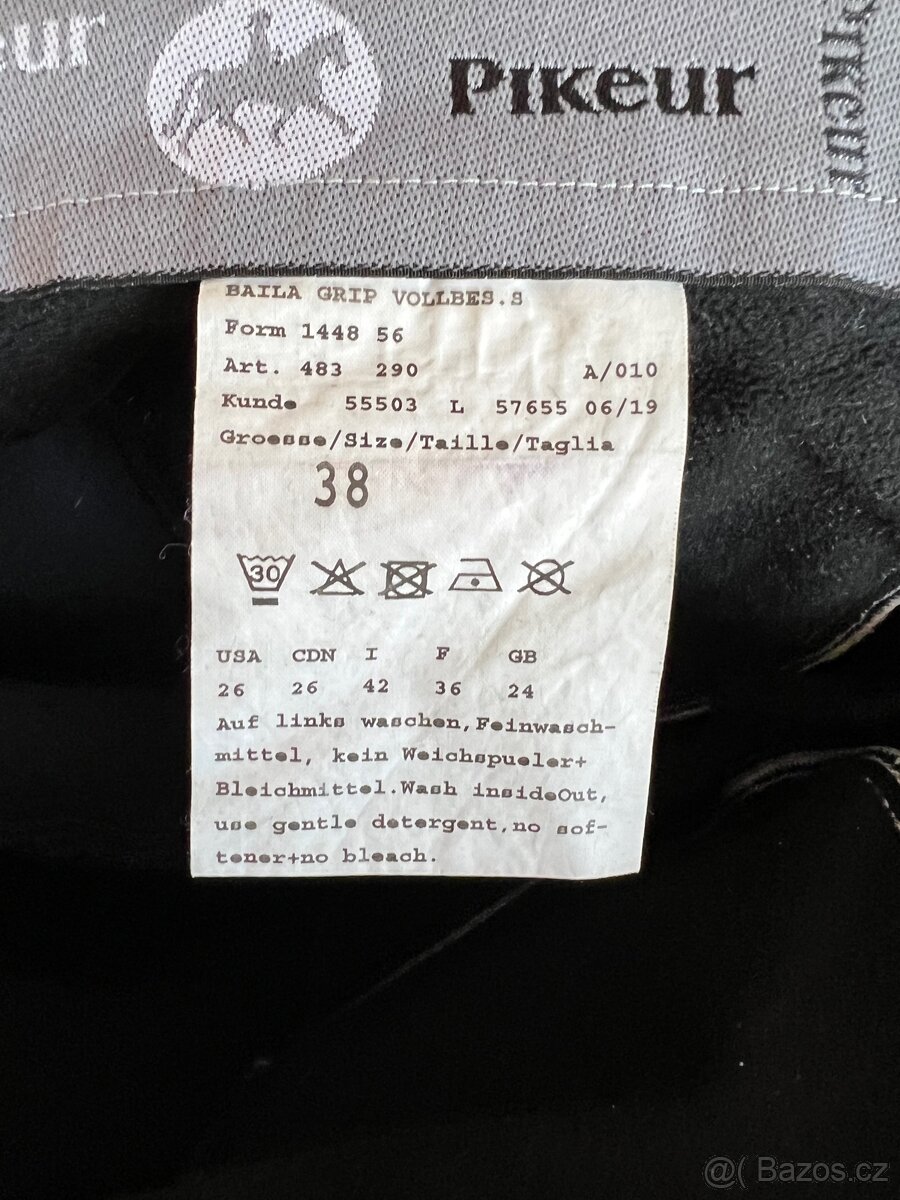 eur
Pikeur
Pikeur
BAILA GRIP VOLLBES.S
Form 1448 56
Art. 483 290 A/010
Kunde 55503 L 57655 06/19
Groesse/Size/Taille/Taglia
38
30
USA CDN I F GB
26 26 42 36 24
Auf links waschen,Feinwasch-
mittel, kein Weichspueler+
Bleichmittel.Wash insideOut,
use gentle detergent,no sof-
tener+no bleach.
@( Bazos.cz